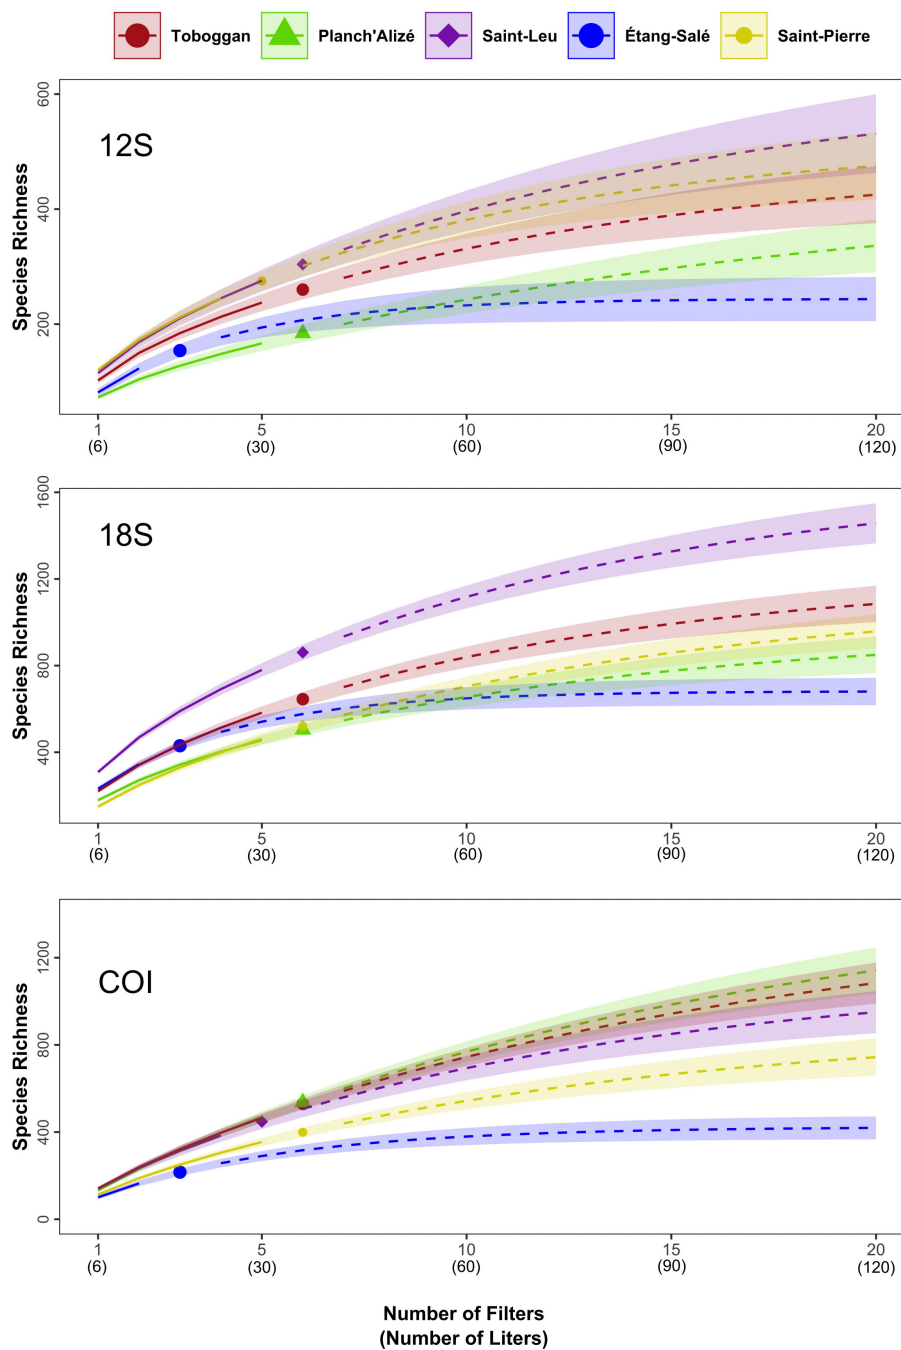 Toboggan Planch'Alizé Saint-Leu Étang-Salé Saint-Pierre
12S
Species Richness
600
400
200
1 5 10 15 20
(6) (30) (60) (90) (120)
18S
Species Richness
1600
1200
800
400
1 5 10 15 20
(6) (30) (60) (90) (120)
COI
Species Richness
1200
800
400
0
1 5 10 15 20
(6) (30) (60) (90) (120)
Number of Filters
(Number of Liters)